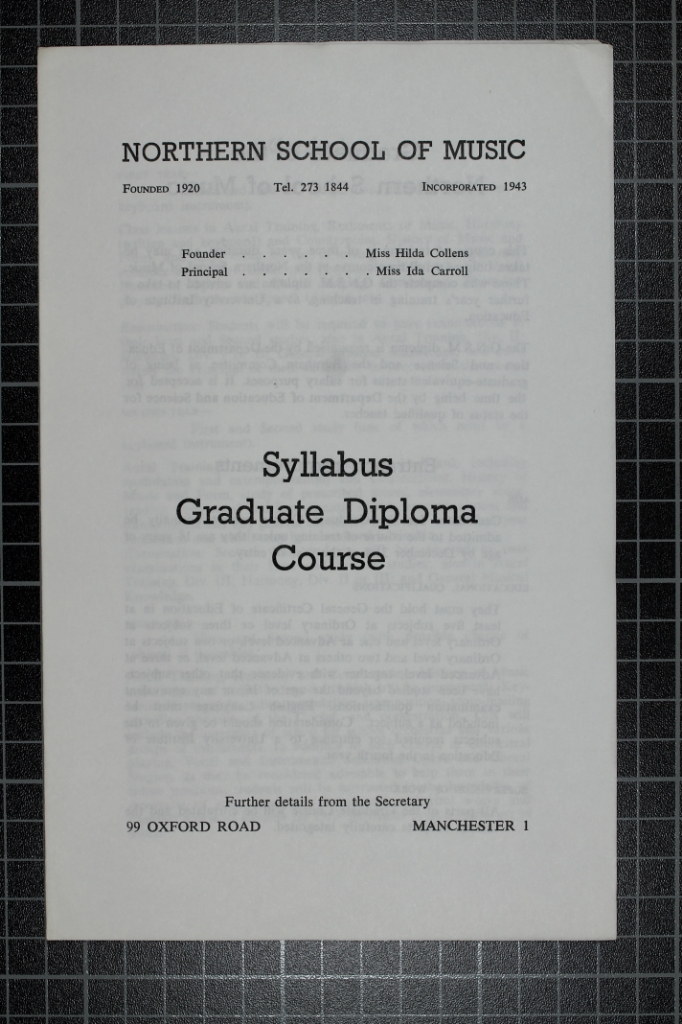 NORTHERN SCHOOL OF MUSIC
FOUNDED 1920 Tel. 273 1844 INCORPORATED 1943
Founder . . . . . . Miss Hilda Collens
Principal . . . . . . . Miss Ida Carroll
Syllabus
Graduate Diploma
Course
Further details from the Secretary
99 OXFORD ROAD MANCHESTER 1